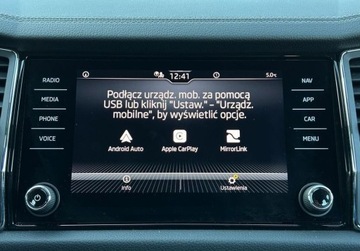 RADIO
MEDIA
PHONE
VOICE
12:41
5.0°C
Podłącz urządz. mob. za pomocą
USB lub kliknij "Ustaw." - "Urządz.
mobilne", by wyświetlić opcje.
Android Auto
Apple CarPlay
MirrorLink
Info
Ustawienia
NAV
APP
CAR
MENU